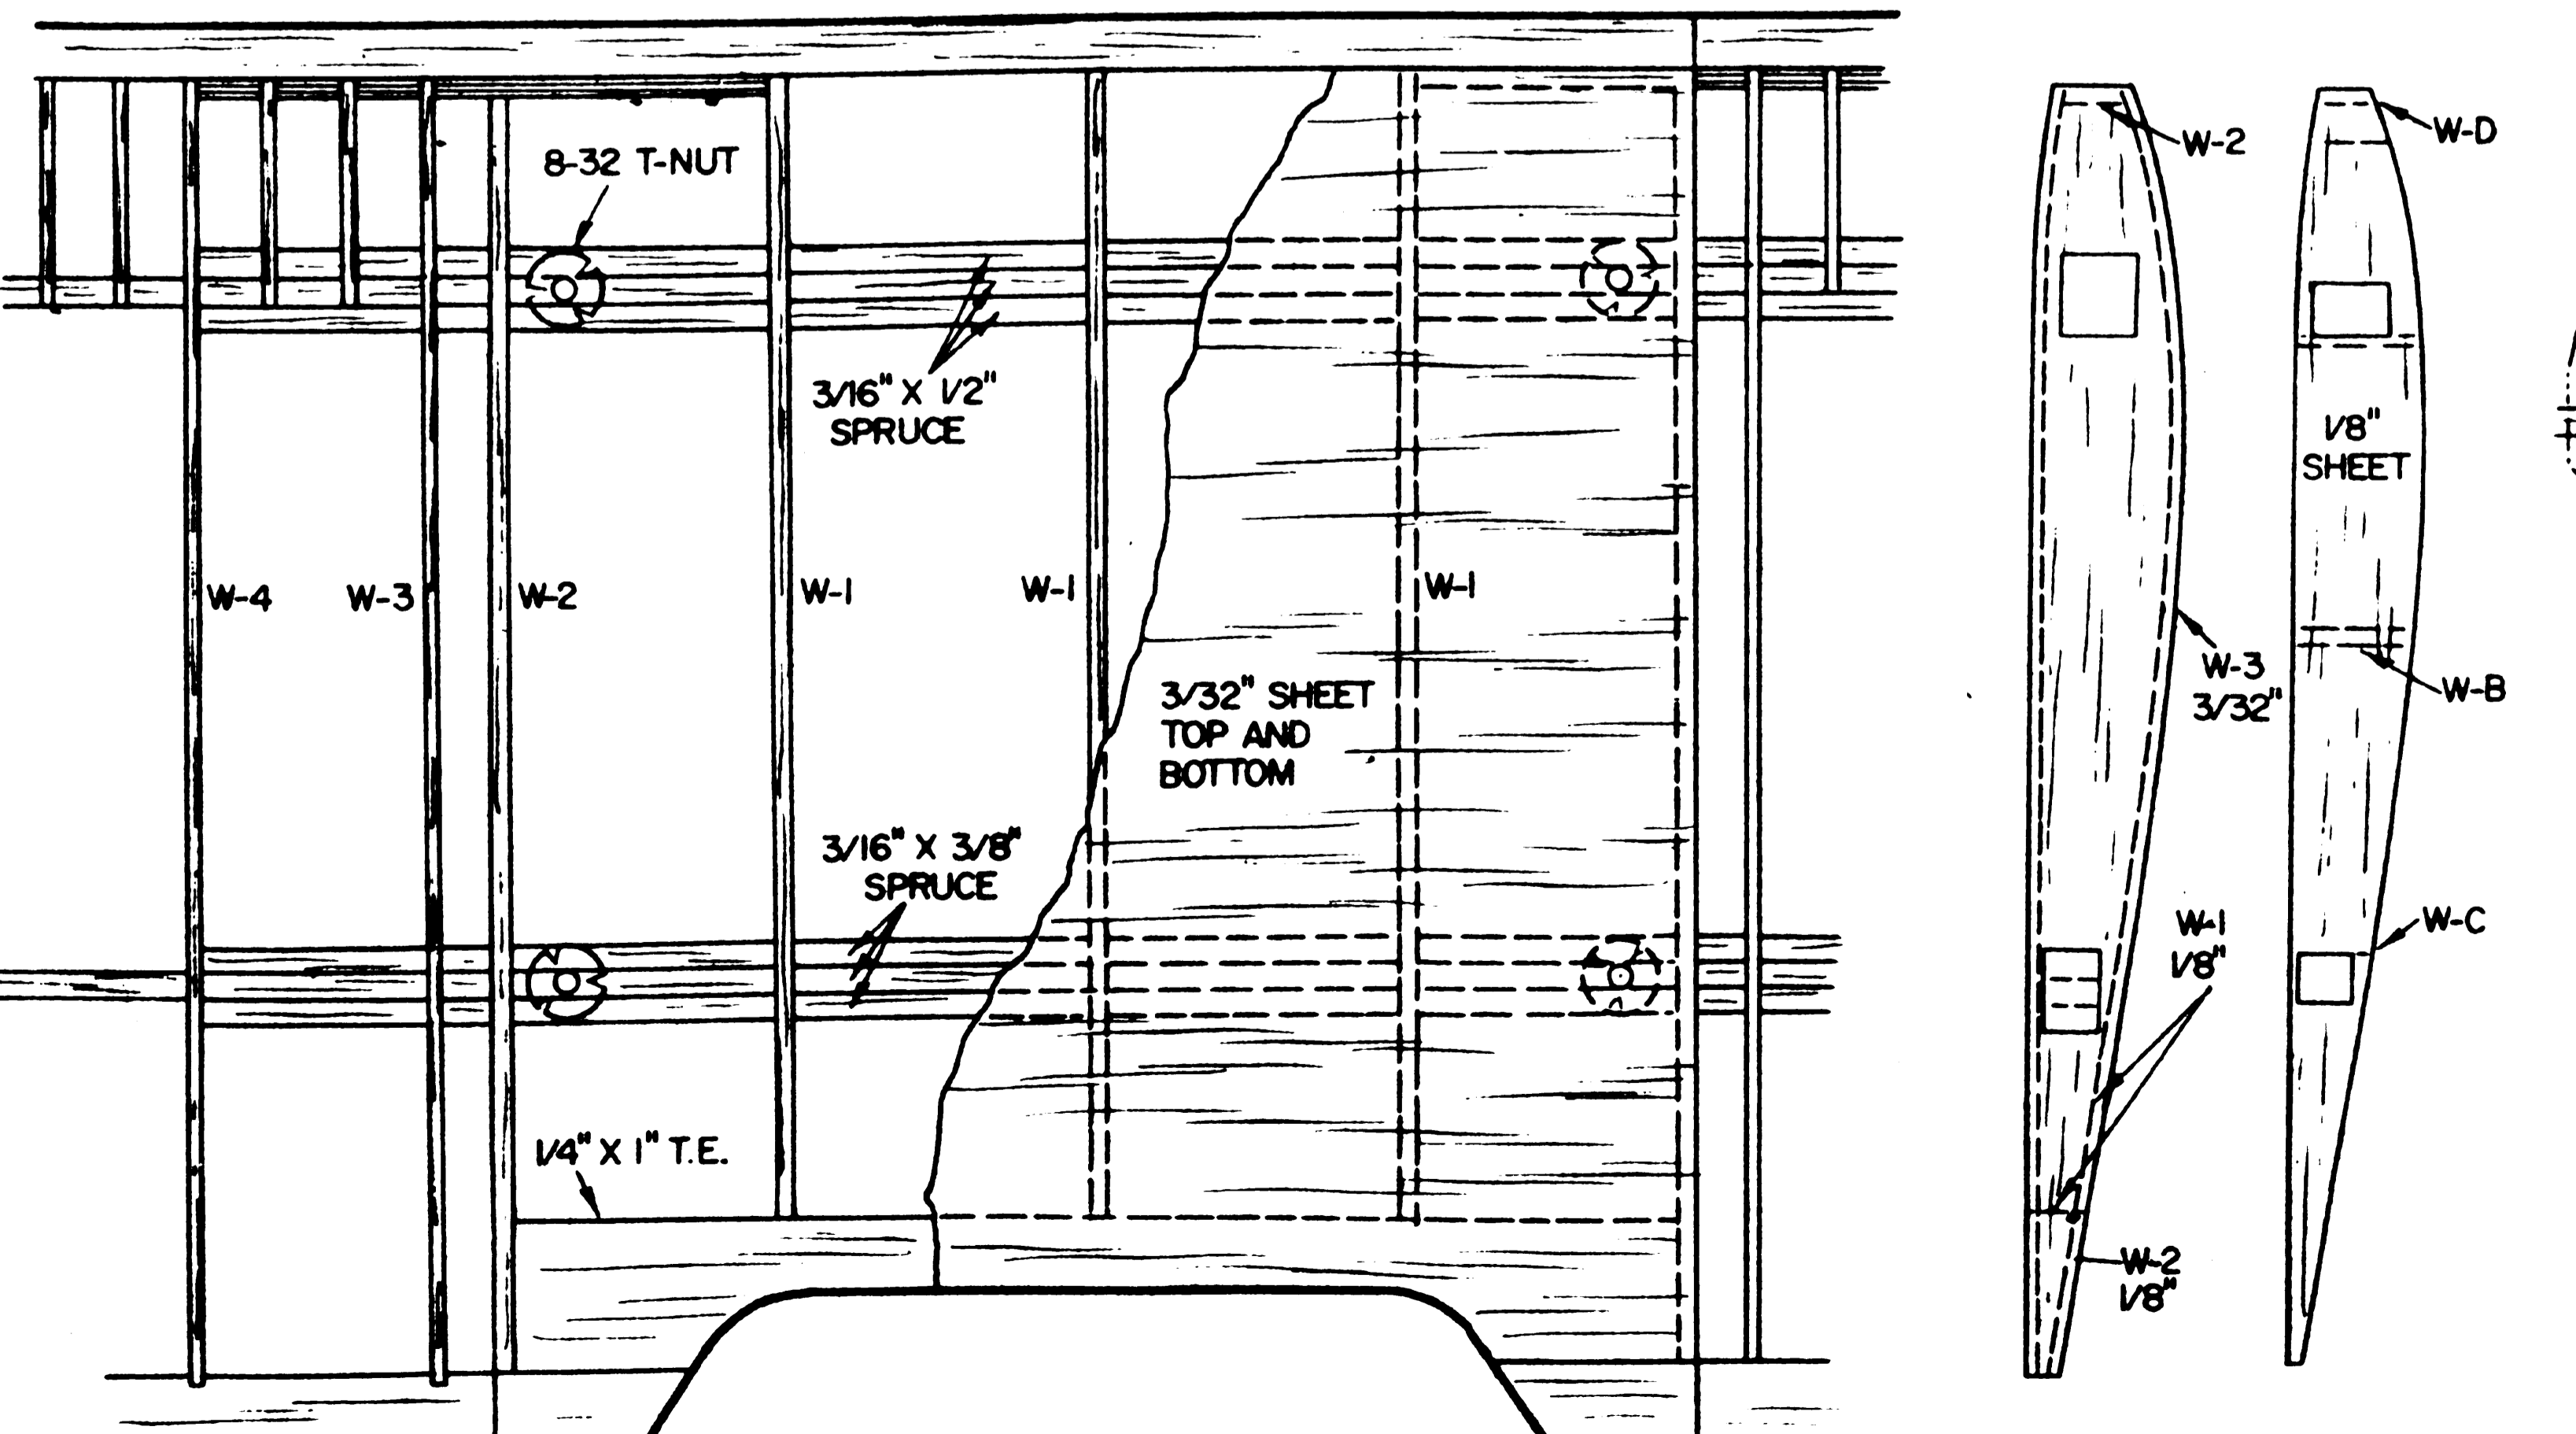 8-32 T-NUT
3/16" X 1/2"
SPRUCE
W-4
W-3
W-2
W-1
W-1
W-1
3/32" SHEET
TOP AND
BOTTOM
3/16" X 3/8"
SPRUCE
1/4" X 1" T.E.
W-2
W-3
3/32"
W-1
1/8"
W-2
1/8"
W-D
1/8"
SHEET
W-B
W-C